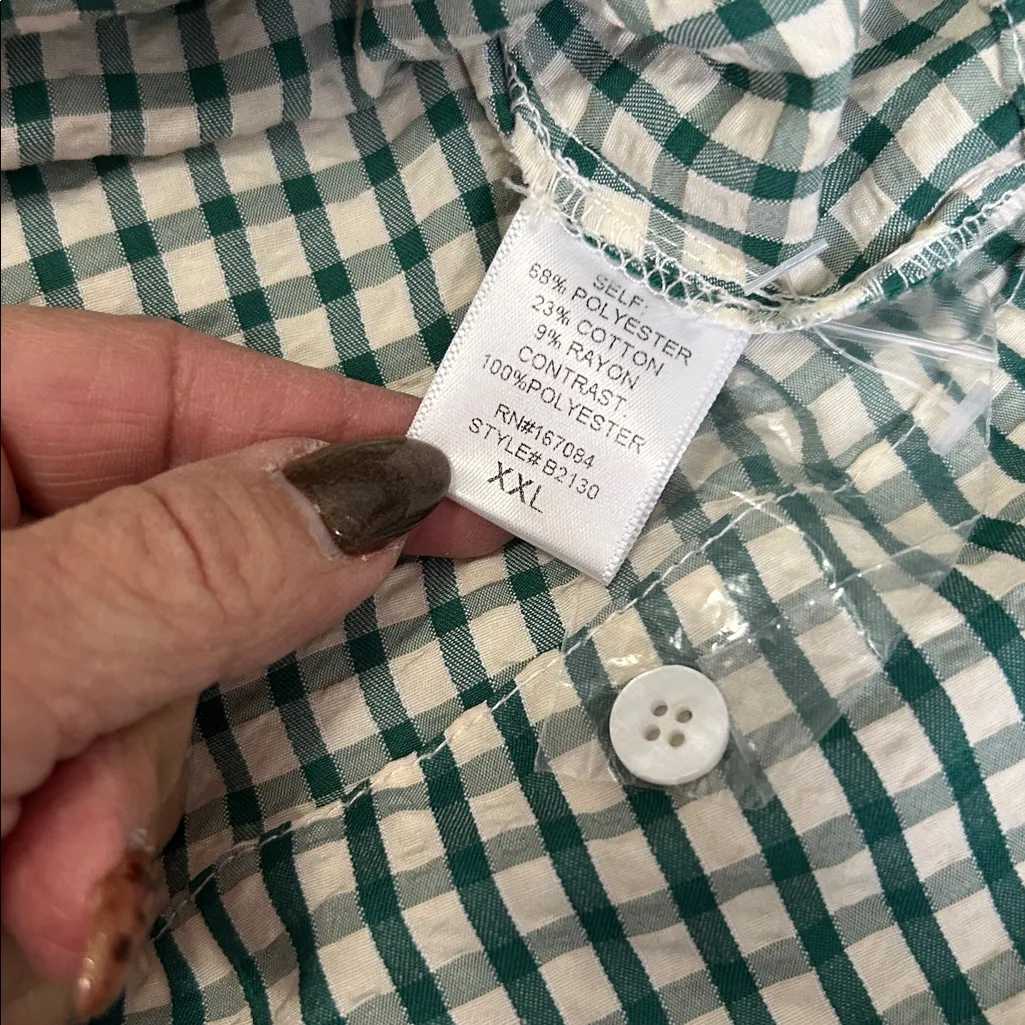 SELF:
68% POLYESTER
23% COTTON
9% RAYON
CONTRAST
100%POLYESTER
RN#167084
STYLE# B2130
XXL